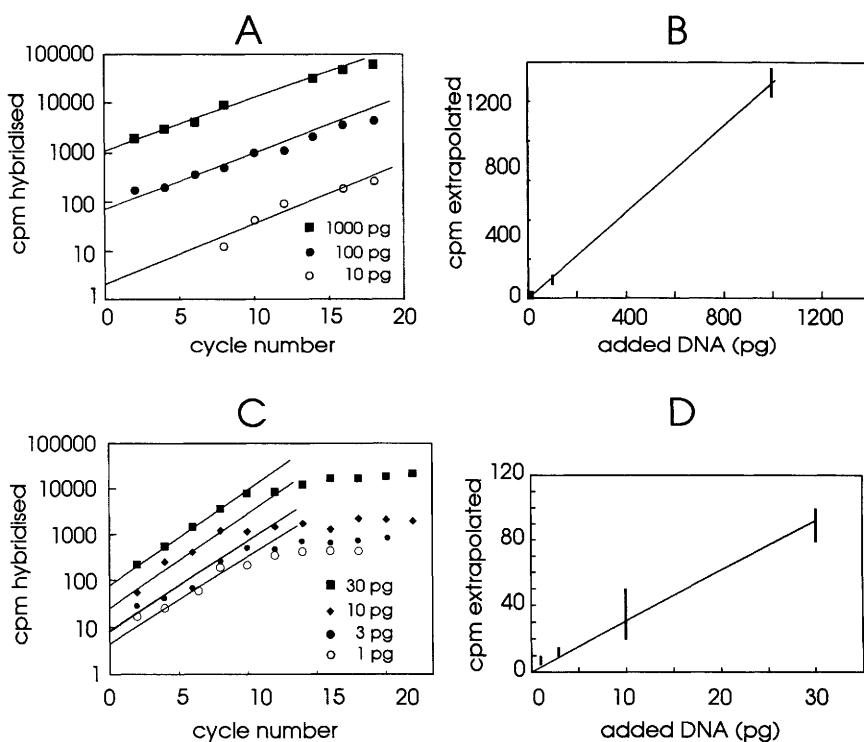 A
cpm hybridised
100000
10000
1000
100
10
1
1000 pg
100 pg
10 pg
0
5
10
15
20
cycle number
B
cpm extrapolated
1200
800
400
0
0
400
800
1200
added DNA (pg)
C
cpm hybridised
100000
10000
1000
100
10
1
30 pg
10 pg
3 pg
1 pg
0
5
10
15
20
cycle number
D
cpm extrapolated
120
80
40
0
0
10
20
30
added DNA (pg)